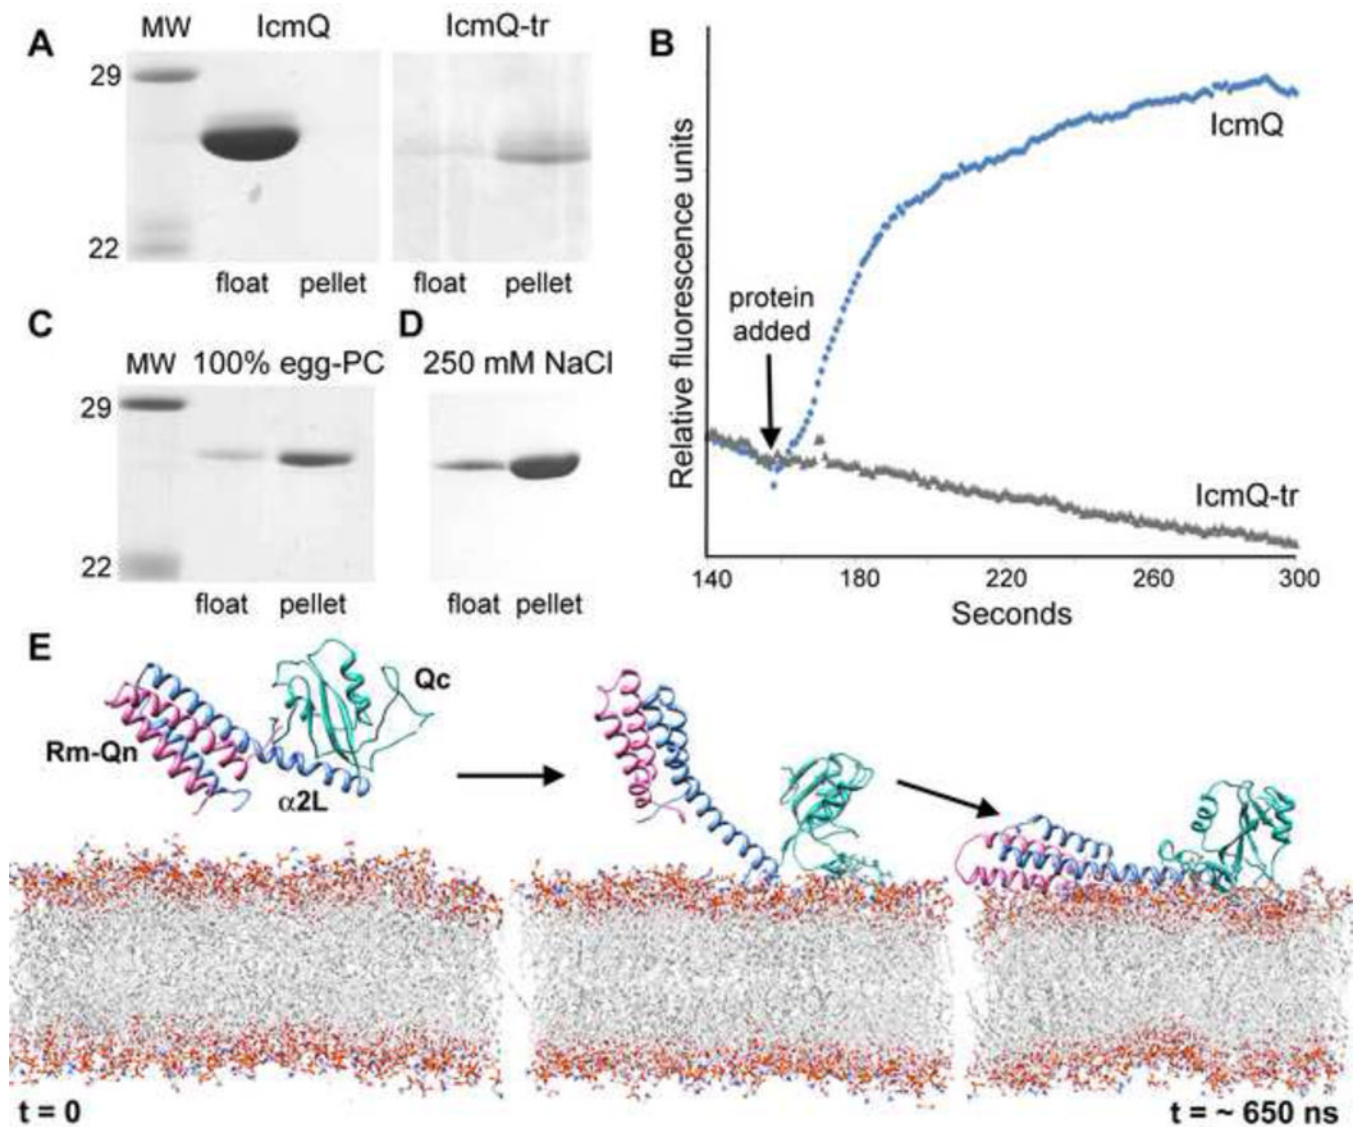 A
MW IcmQ IcmQ-tr
29
22
float pellet float pellet
B
Relative fluorescence units
protein
added
IcmQ
IcmQ-tr
140 180 220 260 300
Seconds
C
MW 100% egg-PC
29
22
float pellet
D
250 mM NaCl
float pellet
E
Qc
Rm-Qn
α2L
t = 0
t = ~ 650 ns